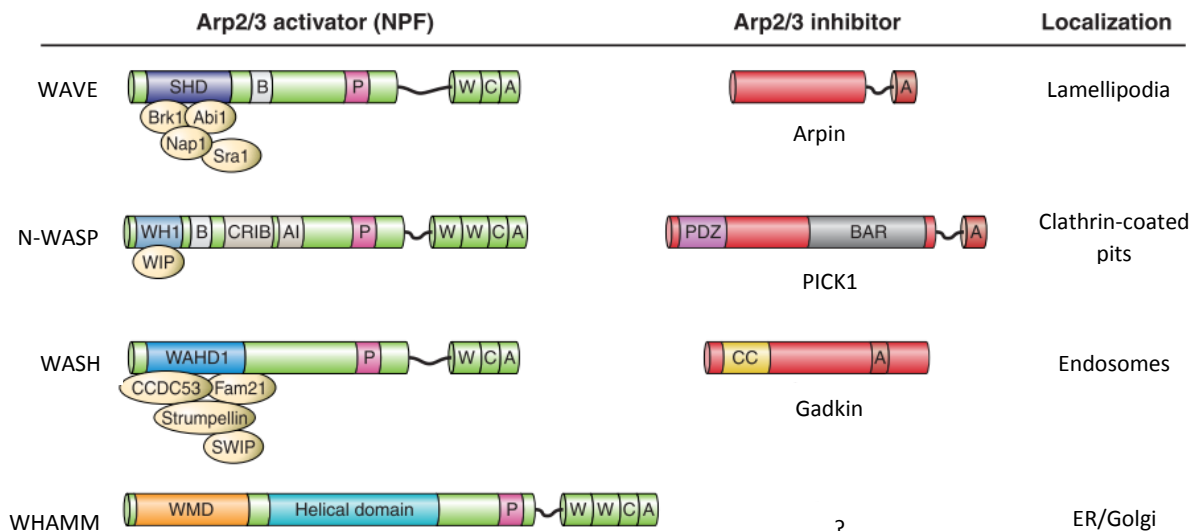 Arp2/3 activator (NPF) Arp2/3 inhibitor Localization
WAVE SHD B P W C A A Lamellipodia
Brk1 Abi1
Nap1 Arpin
Sra1
N-WASP WH1 B CRIB AI P W W C A PDZ BAR A Clathrin-coated
pits
WIP
PICK1
WASH WAHD1 P W C A CC A Endosomes
CCDC53 Fam21
Strumpellin Gadkin
SWIP
WHAMM WMD Helical domain P W W C A ? ER/Golgi